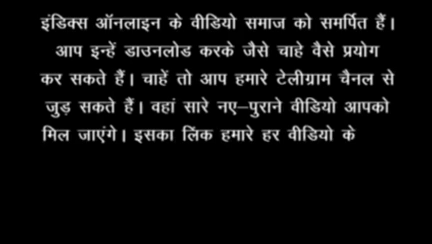 इंडिक्स ऑनलाइन के वीडियो समाज को समर्पित हैं।
आप इन्हें डाउनलोड करके जैसे चाहे वैसे प्रयोग
कर सकते हैं। चाहें तो आप हमारे टेलीग्राम चैनल से
जुड़ सकते हैं। वहां सारे नए–पुराने वीडियो आपको
मिल जाएंगे। इसका लिंक हमारे हर वीडियो के